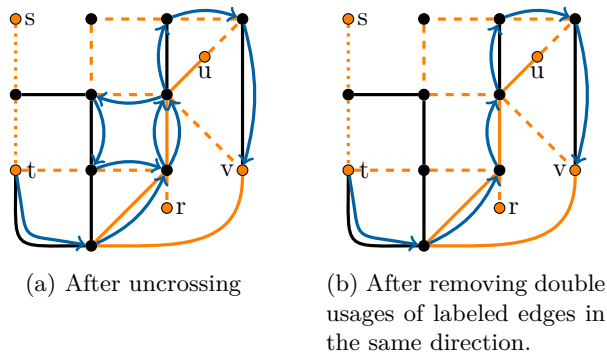 s
u
t
v
r
(a) After uncrossing
s
u
t
v
r
(b) After removing double
usages of labeled edges in
the same direction.